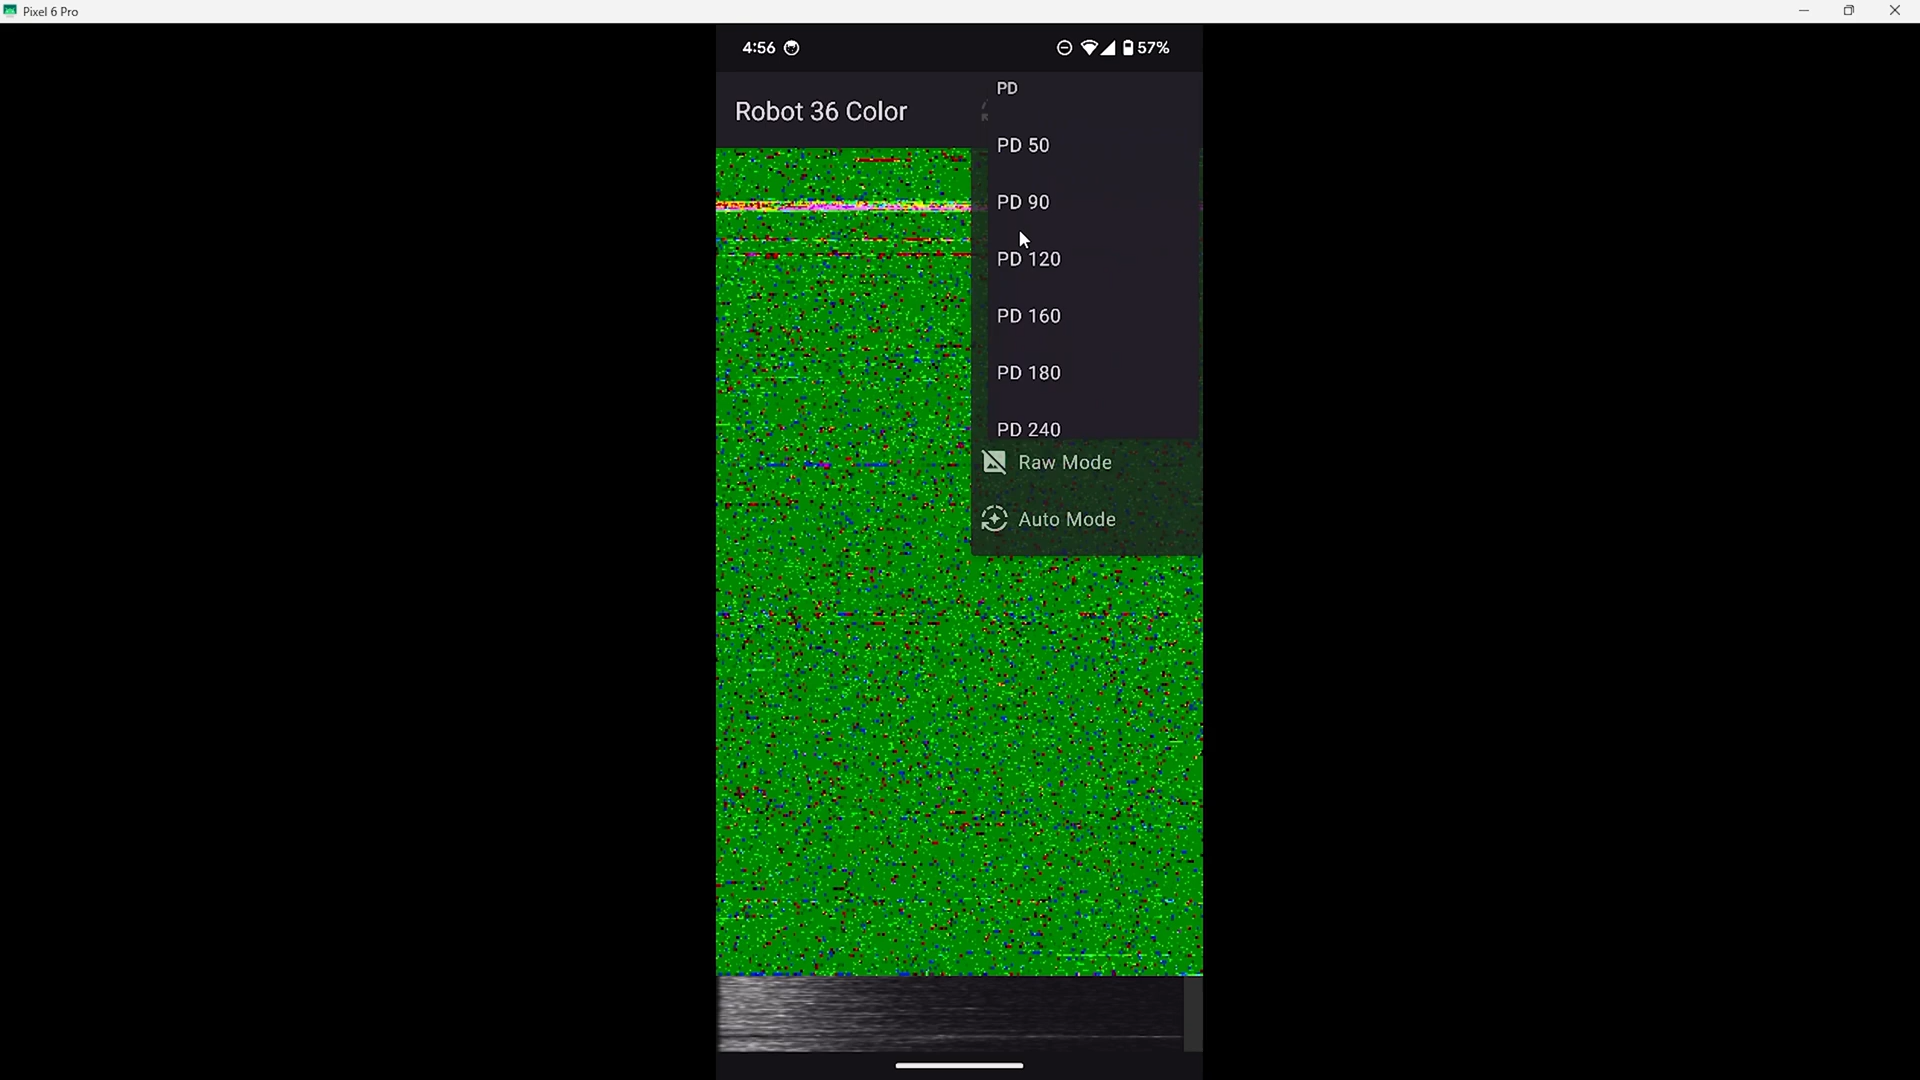 Pixel 6 Pro
4:56
57%
Robot 36 Color
PD
PD 50
PD 90
PD 120
PD 160
PD 180
PD 240
Raw Mode
Auto Mode